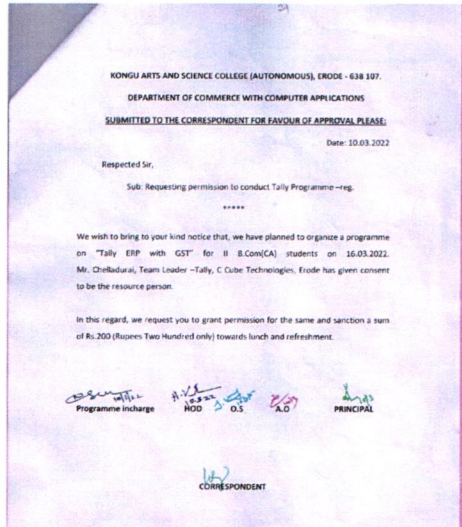 KONGU ARTS AND SCIENCE COLLEGE (AUTONOMOUS), ERODE - 638 107.
DEPARTMENT OF COMMERCE WITH COMPUTER APPLICATIONS
SUBMITTED TO THE CORRESPONDENT FOR FAVOUR OF APPROVAL PLEASE:
Date: 10.03.2022
Respected Sir,
Sub: Requesting permission to conduct Tally Programme –reg.
*****
We wish to bring to your kind notice that, we have planned to organize a programme
on "Tally ERP with GST" for II B.Com(CA) students on 16.03.2022.
Mr. Chelladurai, Team Leader –Tally, C Cube Technologies, Erode has given consent
to be the resource person.
In this regard, we request you to grant permission for the same and sanction a sum
of Rs.200 (Rupees Two Hundred only) towards lunch and refreshment.
Programme incharge HOD O.S A.O PRINCIPAL
CORRESPONDENT